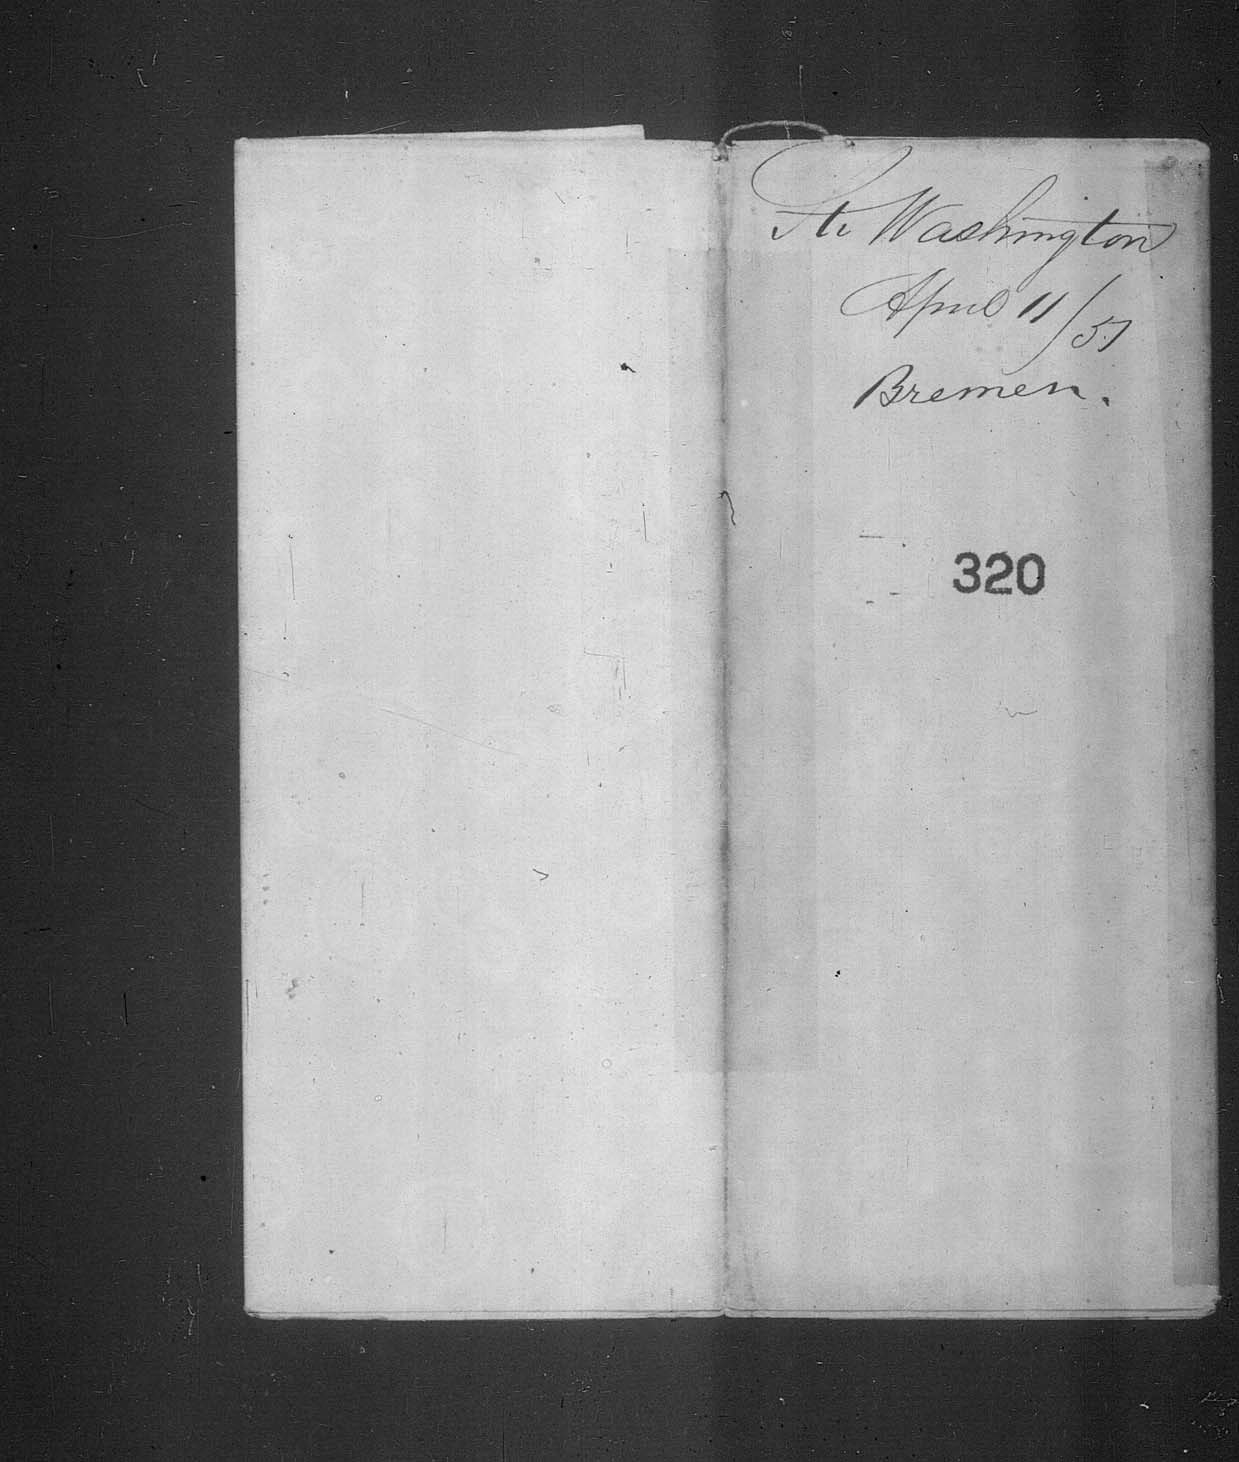 Str Washington
April 11/57
Bremen.
320